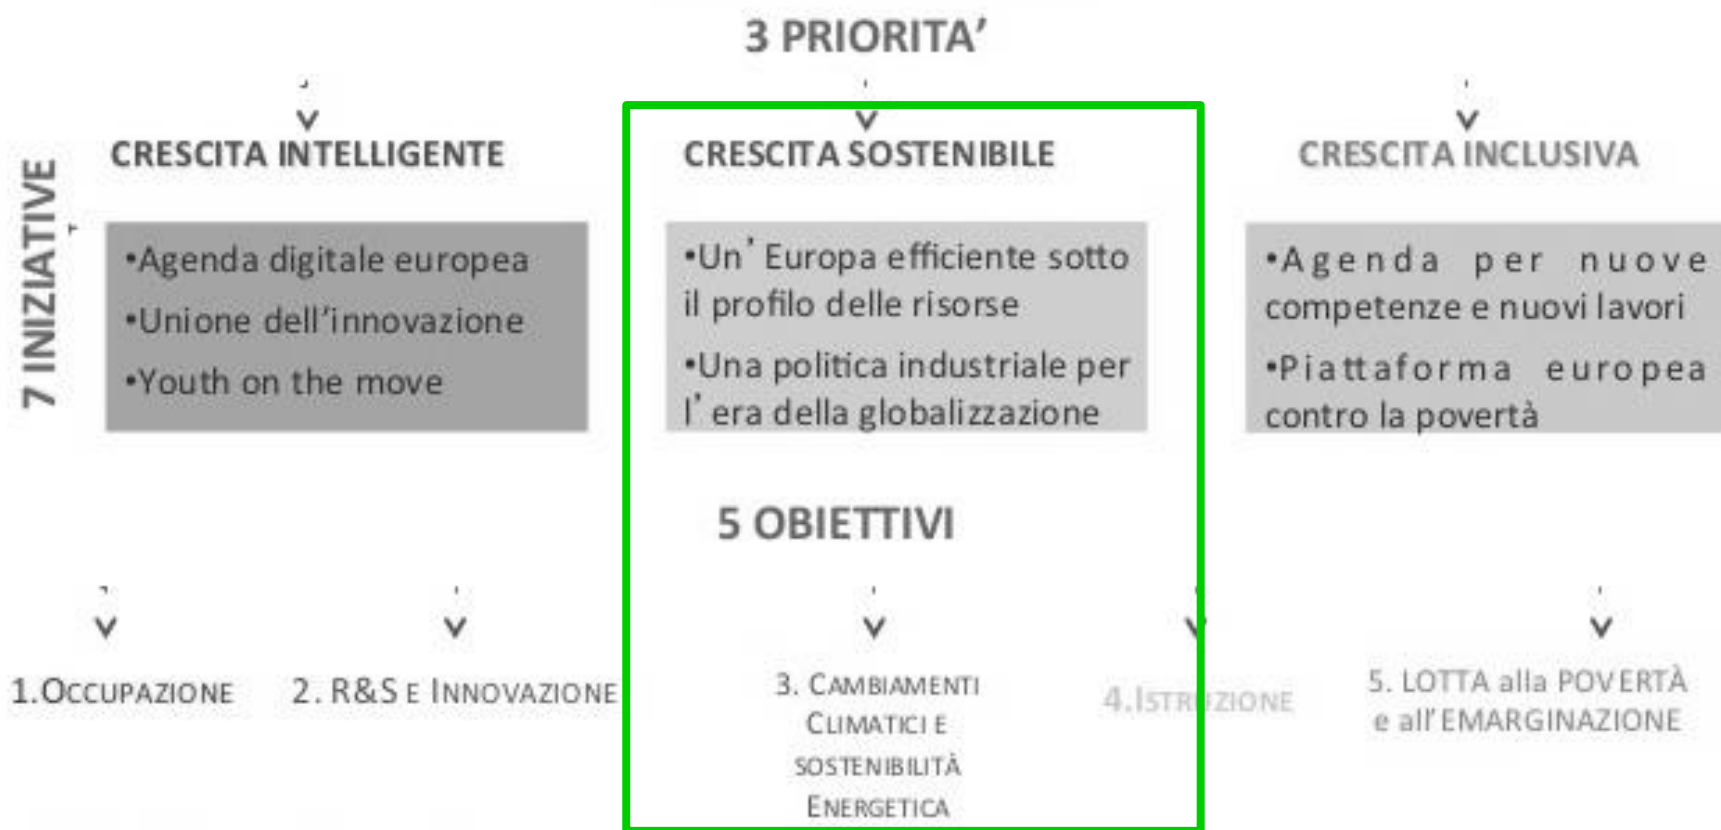 3 PRIORITA’
CRESCITA INTELLIGENTE
CRESCITA SOSTENIBILE
CRESCITA INCLUSIVA
7 INIZIATIVE
•Agenda digitale europea
•Unione dell’innovazione
•Youth on the move
•Un’ Europa efficiente sotto
il profilo delle risorse
•Una politica industriale per
l’ era della globalizzazione
•Agenda per nuove
competenze e nuovi lavori
•Piattaforma europea
contro la povertà
5 OBIETTIVI
1.OCCUPAZIONE
2. R&S E INNOVAZIONE
3. CAMBIAMENTI
CLIMATICI E
SOSTENIBILITÀ
ENERGETICA
4.ISTRUZIONE
5. LOTTA alla POVERTÀ
e all’EMARGINAZIONE